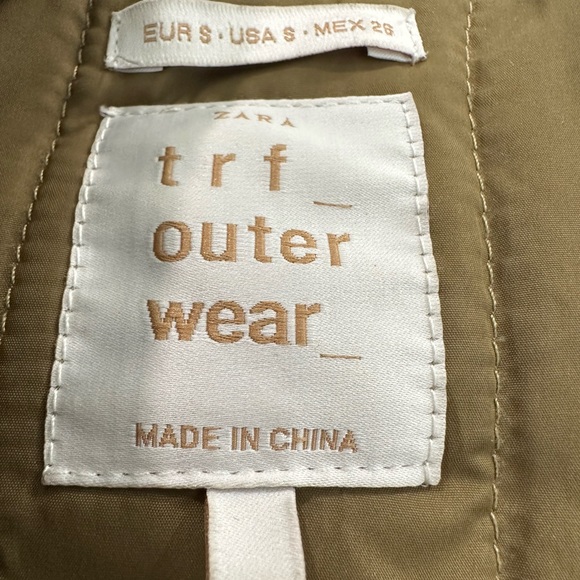 EUR S · USA S · MEX 26
ZARA
trf_
outer
wear_
MADE IN CHINA